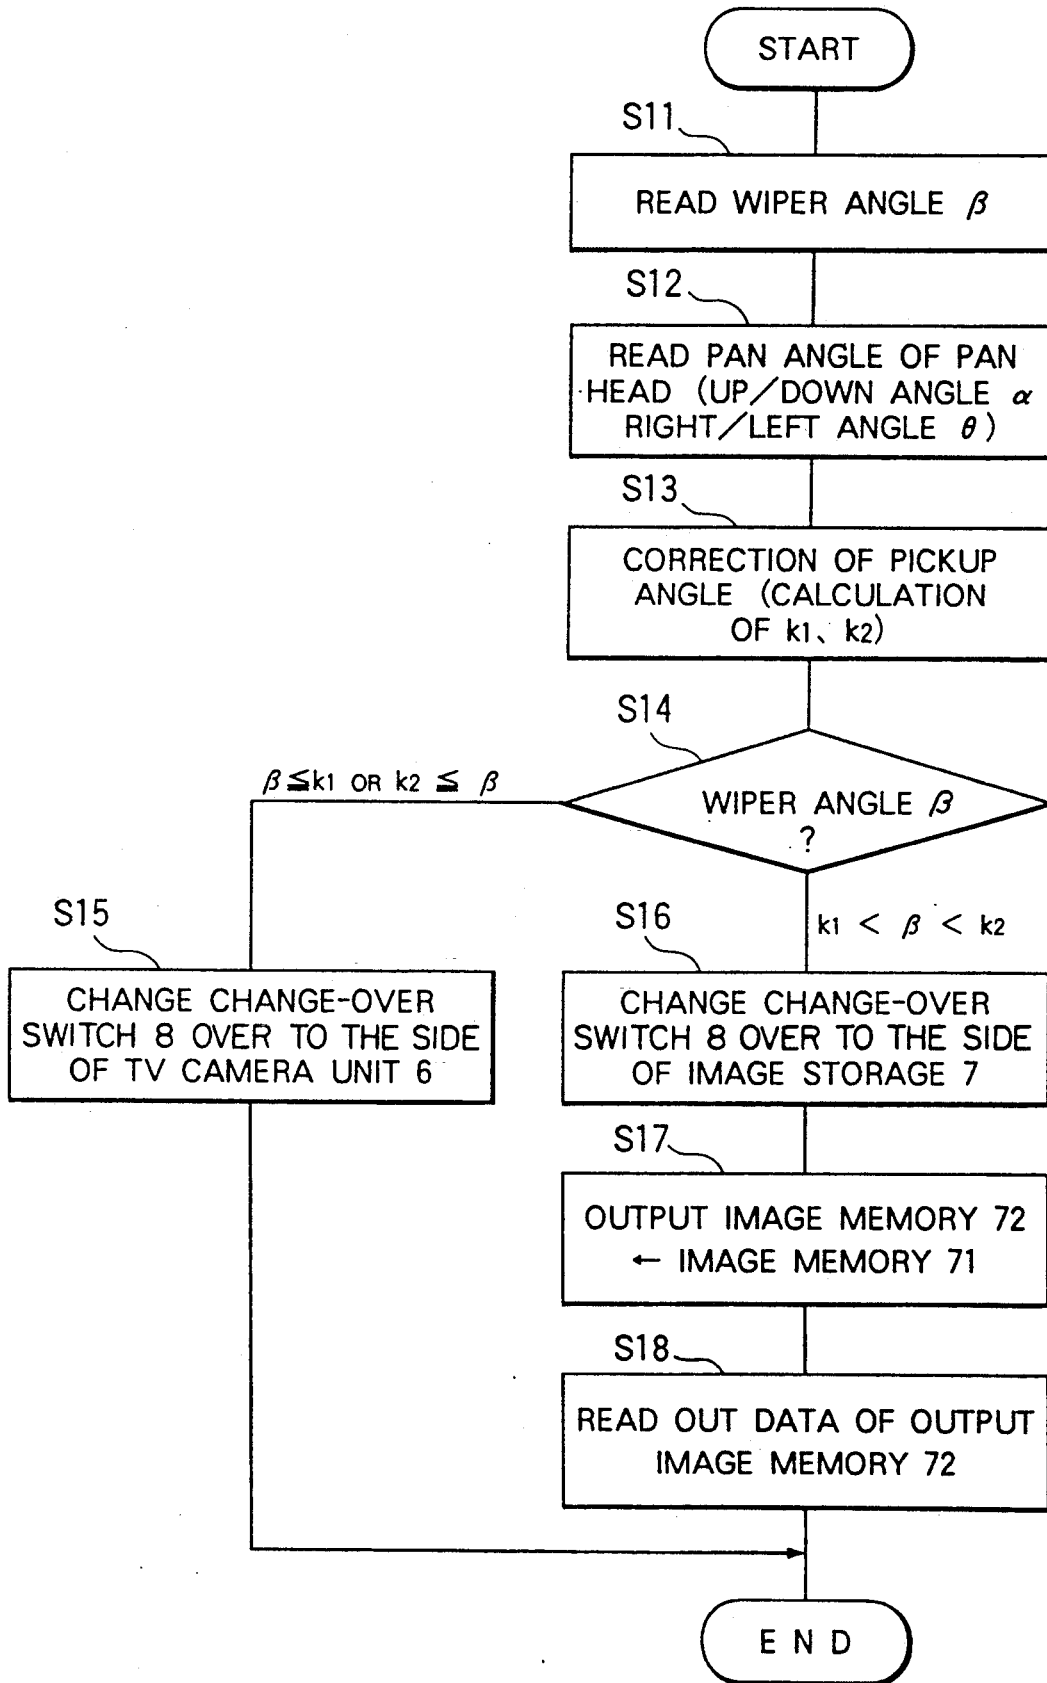 START
S11
READ WIPER ANGLE β
S12
READ PAN ANGLE OF PAN
HEAD (UP/DOWN ANGLE α
RIGHT/LEFT ANGLE θ)
S13
CORRECTION OF PICKUP
ANGLE (CALCULATION
OF k1、k2)
S14
β≦k1 OR k2 ≦ β
WIPER ANGLE β
?
k1 < β < k2
S15
CHANGE CHANGE-OVER
SWITCH 8 OVER TO THE SIDE
OF TV CAMERA UNIT 6
S16
CHANGE CHANGE-OVER
SWITCH 8 OVER TO THE SIDE
OF IMAGE STORAGE 7
S17
OUTPUT IMAGE MEMORY 72
← IMAGE MEMORY 71
S18
READ OUT DATA OF OUTPUT
IMAGE MEMORY 72
END